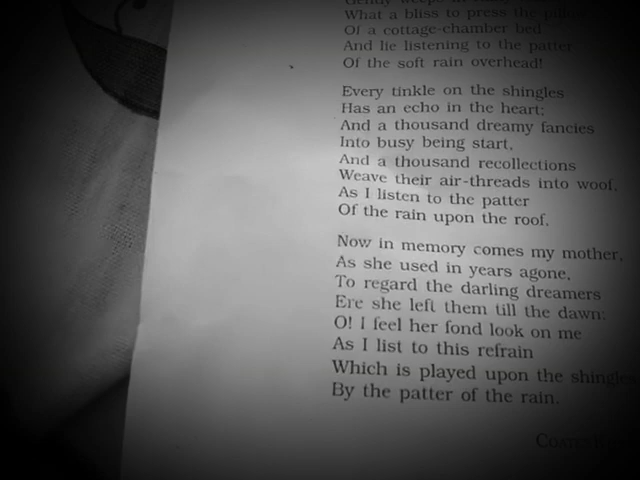 Gently weeps in
What a bliss to press the pillow
Of a cottage-chamber bed
And lie listening to the patter
Of the soft rain overhead!
Every tinkle on the shingles
Has an echo in the heart;
And a thousand dreamy fancies
Into busy being start,
And a thousand recollections
Weave their air-threads into woof,
As I listen to the patter
Of the rain upon the roof.
Now in memory comes my mother,
As she used in years agone,
To regard the darling dreamers
Ere she left them till the dawn:
O! I feel her fond look on me
As I list to this refrain
Which is played upon the shingles
By the patter of the rain.